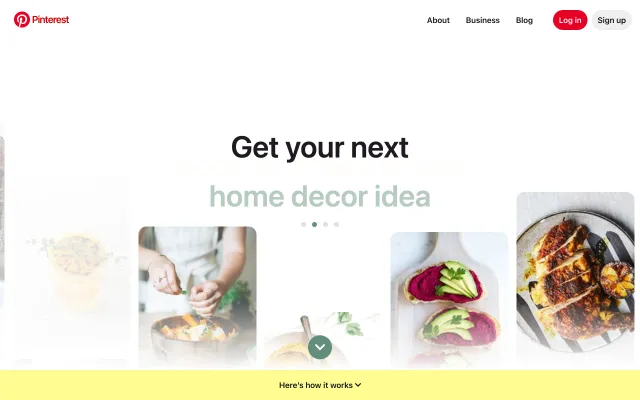 Pinterest
About
Business
Blog
Log in
Sign up
Get your next
home decor idea
Here's how it works